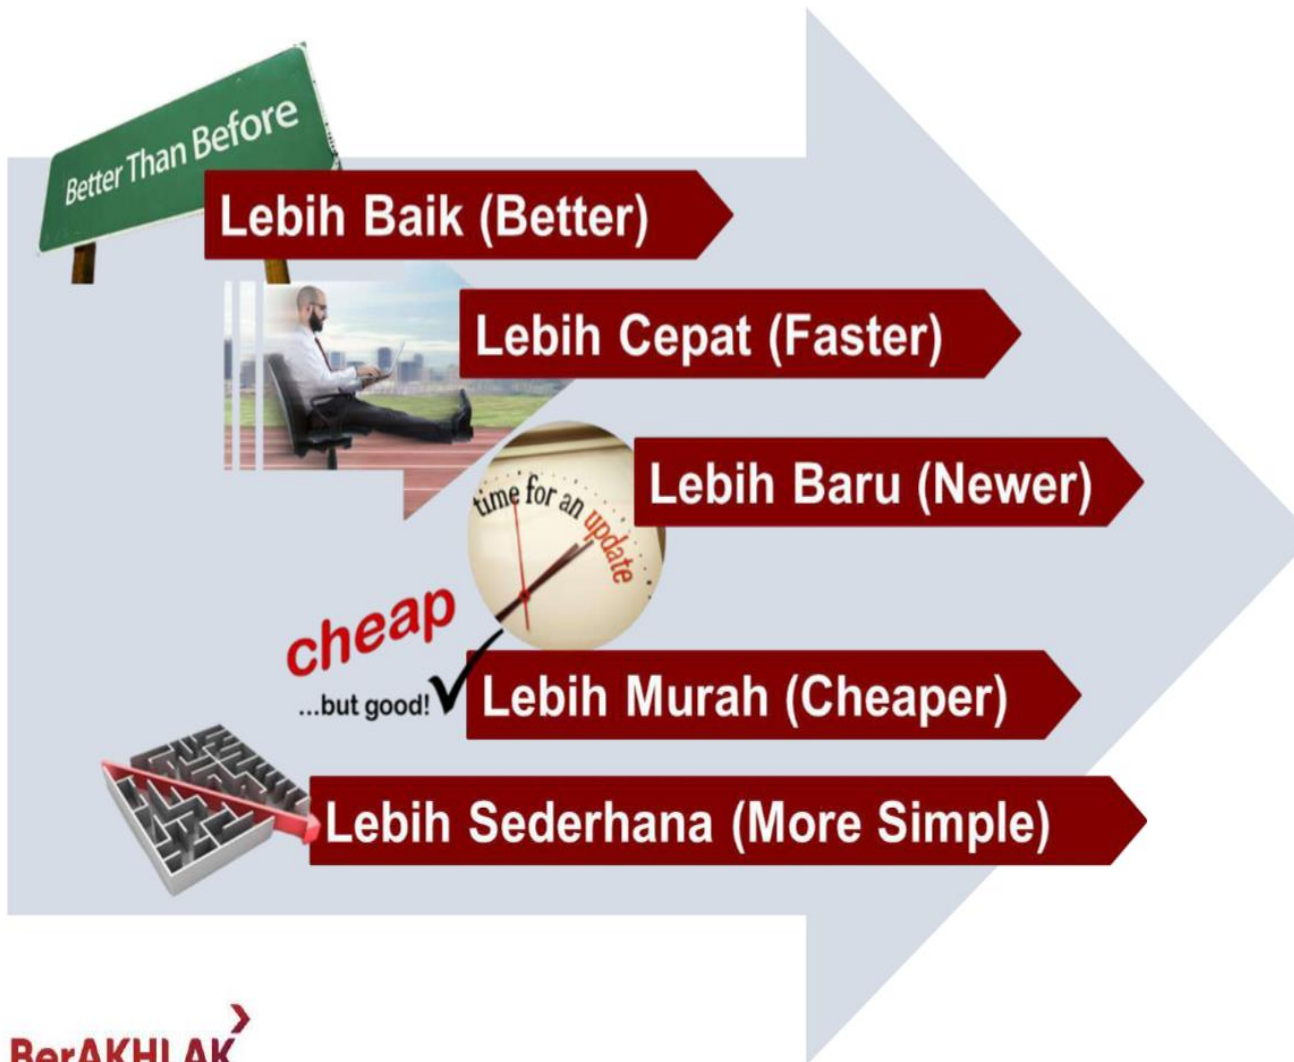 Better Than Before
Lebih Baik (Better)
Lebih Cepat (Faster)
time for an update
Lebih Baru (Newer)
cheap
...but good!
Lebih Murah (Cheaper)
Lebih Sederhana (More Simple)
BerAKHLAK